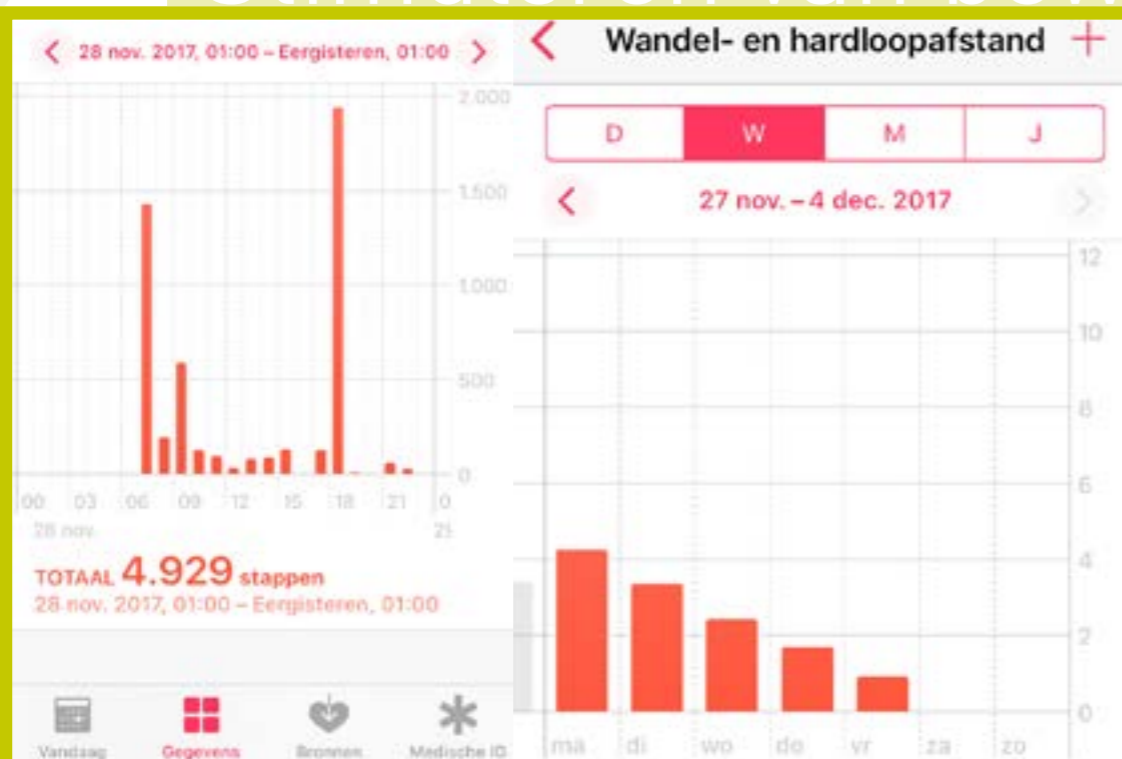 28 nov. 2017, 01:00 – Eergisteren, 01:00
2.000
1.500
1.000
500
0
00 03 06 09 12 15 18 21 0
28 nov.
TOTAAL 4.929 stappen
28 nov. 2017, 01:00 – Eergisteren, 01:00
Vandaag Gegevens Bronnen Medische ID
Wandel- en hardloopafstand
D W M J
27 nov. – 4 dec. 2017
12
10
8
6
4
2
0
ma di wo do vr za zo